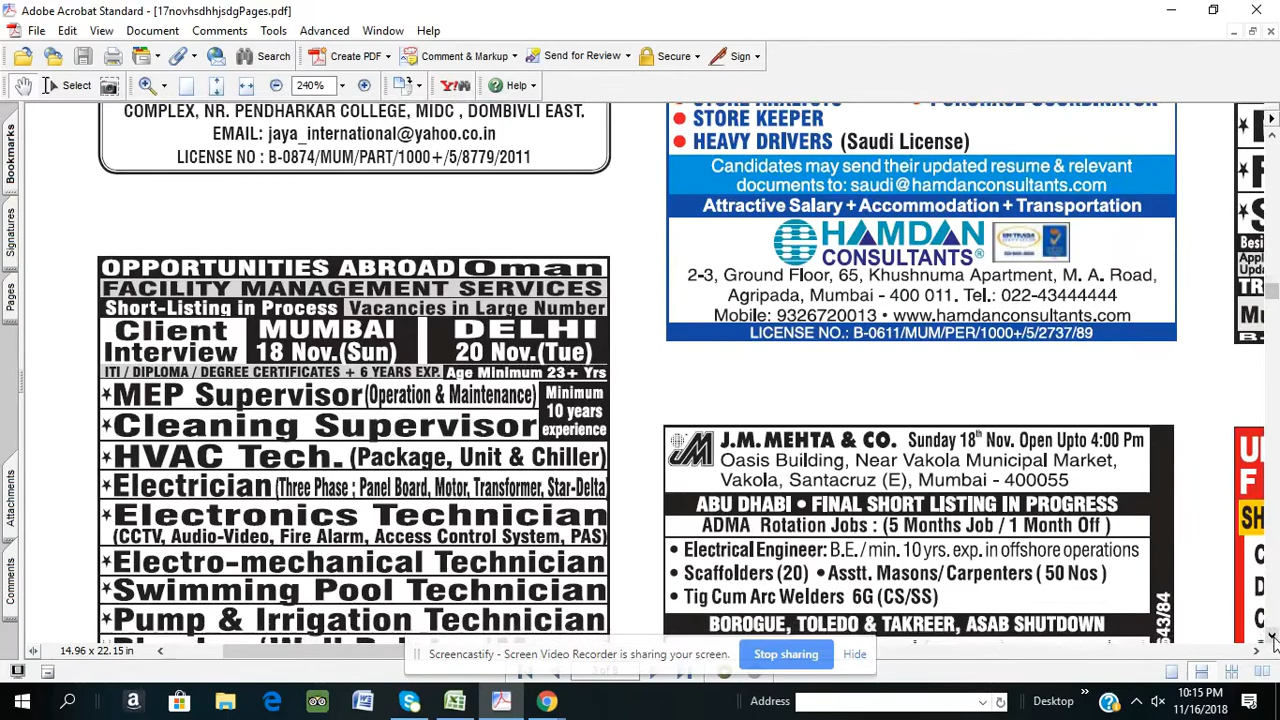 Adobe Acrobat Standard - [17novhsdhhjsdgPages.pdf]
File Edit View Document Comments Tools Advanced Window Help
Search Create PDF Comment & Markup Send for Review Secure Sign
Select 240% Y! Help
Bookmarks
Signatures
Pages
Attachments
Comments
COMPLEX, NR. PENDHARKAR COLLEGE, MIDC , DOMBIVLI EAST.
EMAIL: jaya_international@yahoo.co.in
LICENSE NO : B-0874/MUM/PART/1000+/5/8779/2011
OPPORTUNITIES ABROAD Oman
FACILITY MANAGEMENT SERVICES
Short-Listing in Process Vacancies in Large Number
Client Interview MUMBAI 18 Nov.(Sun) DELHI 20 Nov.(Tue)
ITI / DIPLOMA / DEGREE CERTIFICATES + 6 YEARS EXP. Age Minimum 23+ Yrs
★MEP Supervisor(Operation & Maintenance)
★Cleaning Supervisor
Minimum
10 years
experience
★HVAC Tech. (Package, Unit & Chiller)
★Electrician (Three Phase ; Panel Board, Motor, Transformer, Star-Delta)
★Electronics Technician
(CCTV, Audio-Video, Fire Alarm, Access Control System, PAS)
★Electro-mechanical Technician
★Swimming Pool Technician
★Pump & Irrigation Technician
STORE KEEPER
HEAVY DRIVERS (Saudi License)
Candidates may send their updated resume & relevant
documents to: saudi@hamdanconsultants.com
Attractive Salary + Accommodation + Transportation
HAMDAN
CONSULTANTS®
2-3, Ground Floor, 65, Khushnuma Apartment, M. A. Road,
Agripada, Mumbai - 400 011. Tel.: 022-43444444
Mobile: 9326720013 • www.hamdanconsultants.com
LICENSE NO.: B-0611/MUM/PER/1000+/5/2737/89
JM J.M. MEHTA & CO. Sunday 18th Nov. Open Upto 4:00 Pm
Oasis Building, Near Vakola Municipal Market,
Vakola, Santacruz (E), Mumbai - 400055
ABU DHABI • FINAL SHORT LISTING IN PROGRESS
ADMA Rotation Jobs : (5 Months Job / 1 Month Off )
• Electrical Engineer: B.E. / min. 10 yrs. exp. in offshore operations
• Scaffolders (20) • Asstt. Masons/ Carpenters ( 50 Nos )
• Tig Cum Arc Welders 6G (CS/SS)
BOROGUE, TOLEDO & TAKREER, ASAB SHUTDOWN
643/84
Screencastify - Screen Video Recorder is sharing your screen. Stop sharing Hide
14.96 x 22.15 in
3 of 9
Address Desktop
10:15 PM
11/16/2018